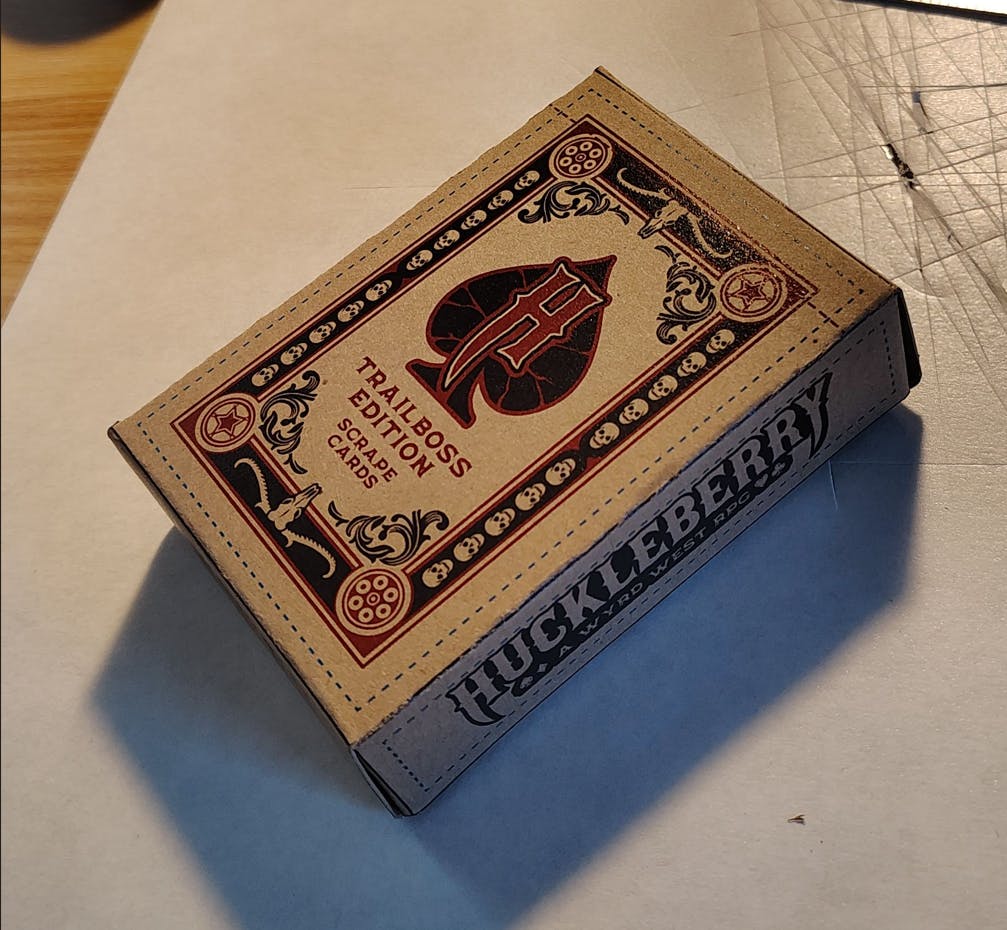 H
TRAILBOSS
EDITION
SCRAPE
CARDS
HUCKLEBERRY
A WYRD WEST RPG